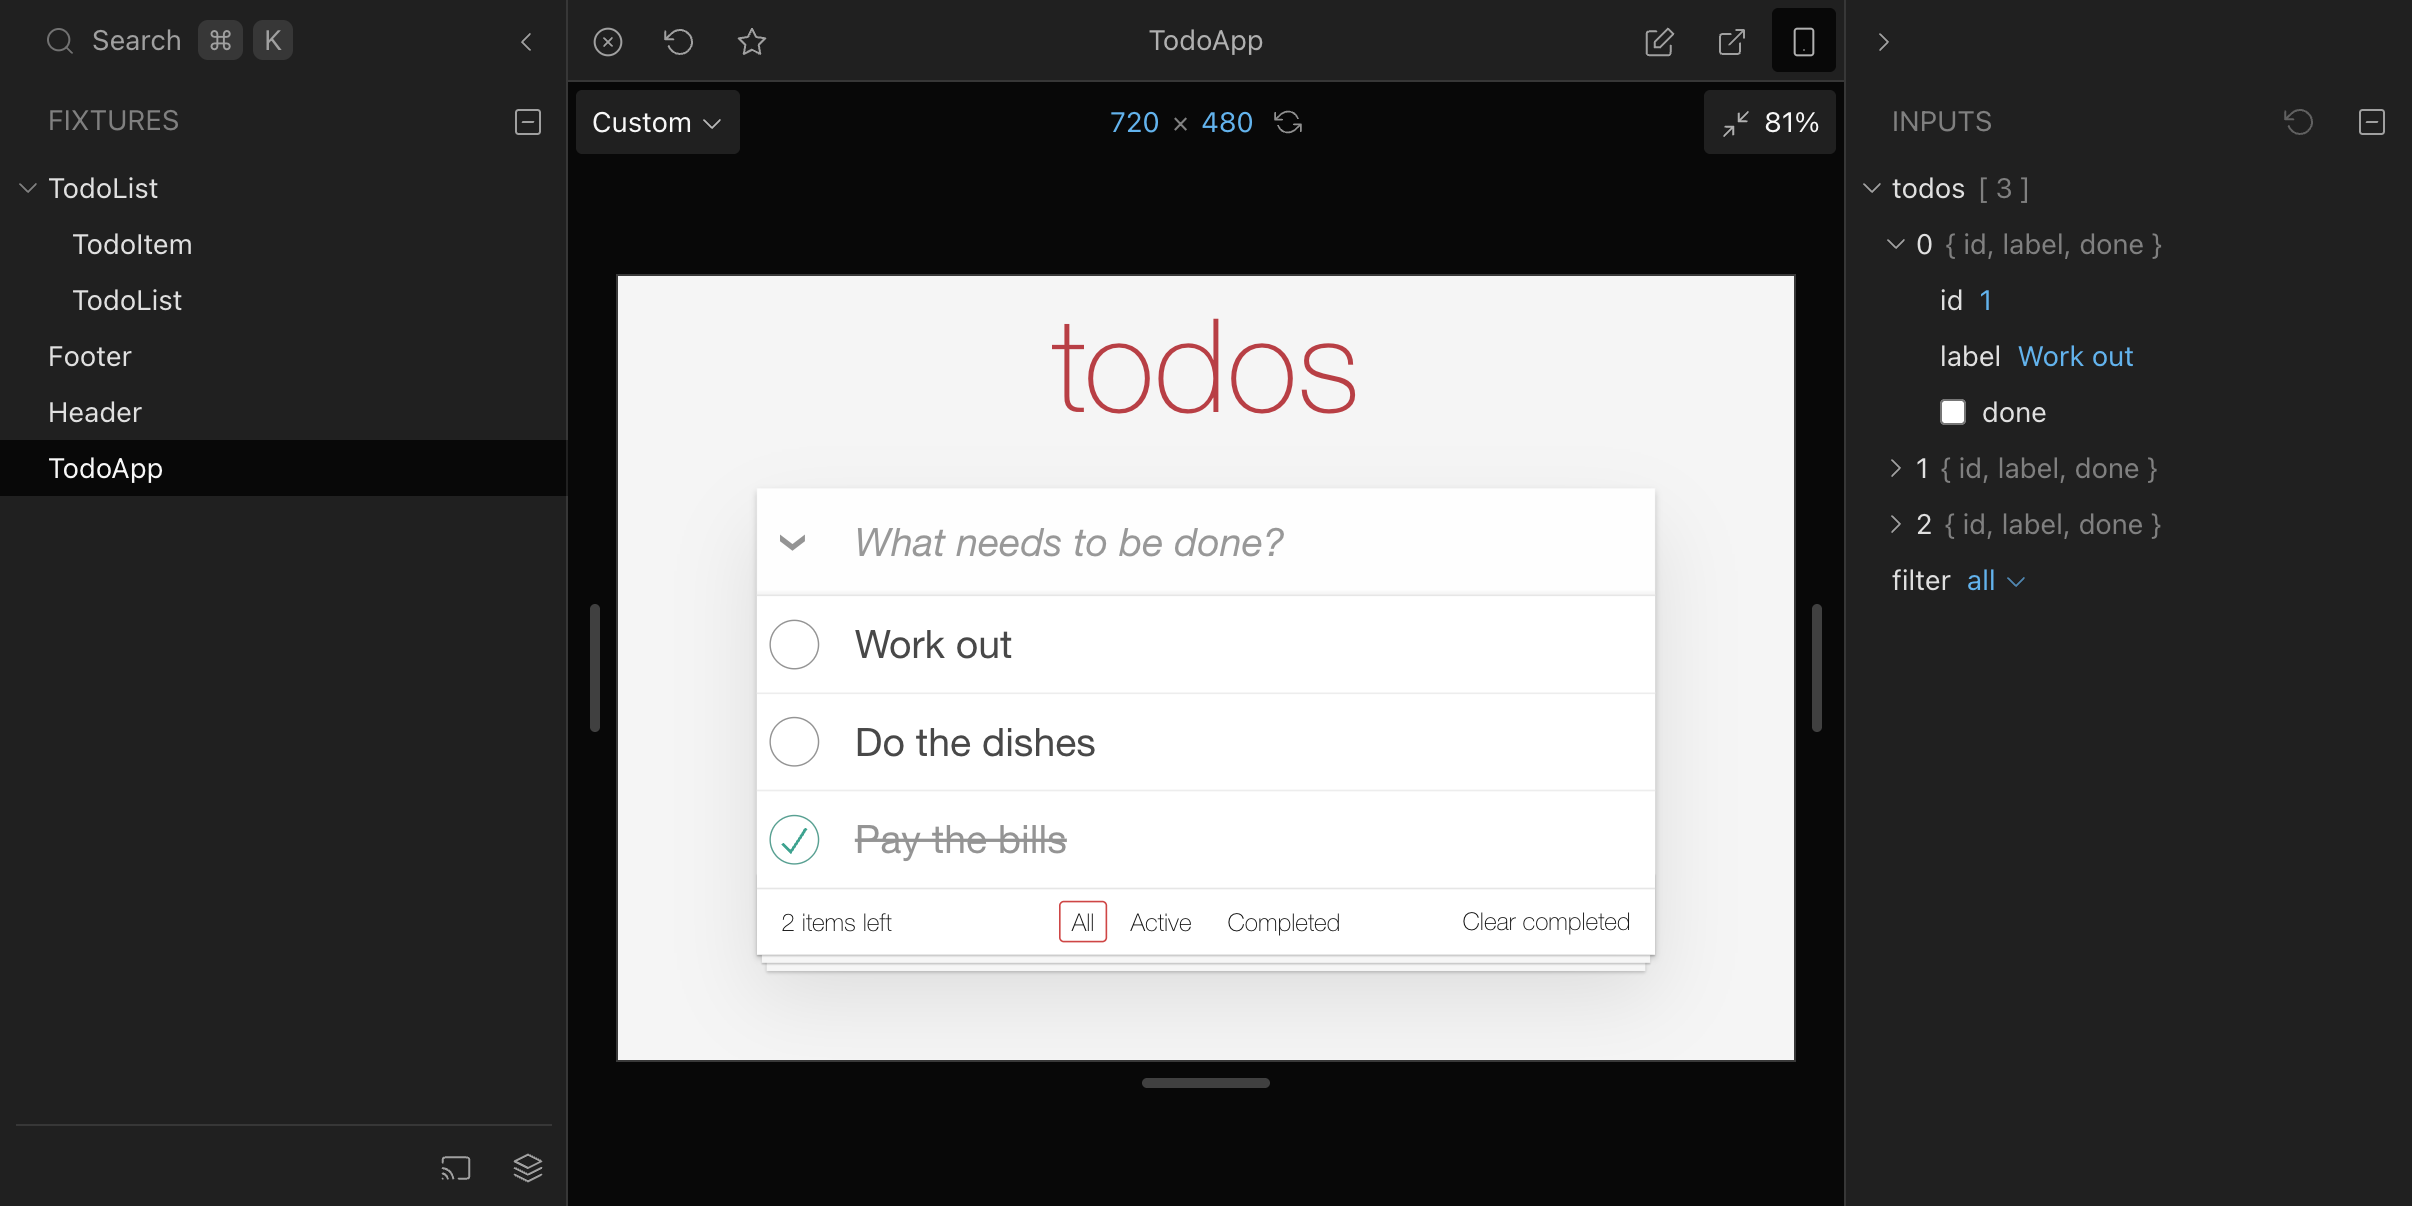 Search ⌘ K
FIXTURES
TodoList
TodoItem
TodoList
Footer
Header
TodoApp
TodoApp
Custom
720 × 480
81%
todos
What needs to be done?
Work out
Do the dishes
Pay the bills
2 items left
All
Active
Completed
Clear completed
INPUTS
todos [ 3 ]
0 { id, label, done }
id 1
label Work out
done
1 { id, label, done }
2 { id, label, done }
filter all